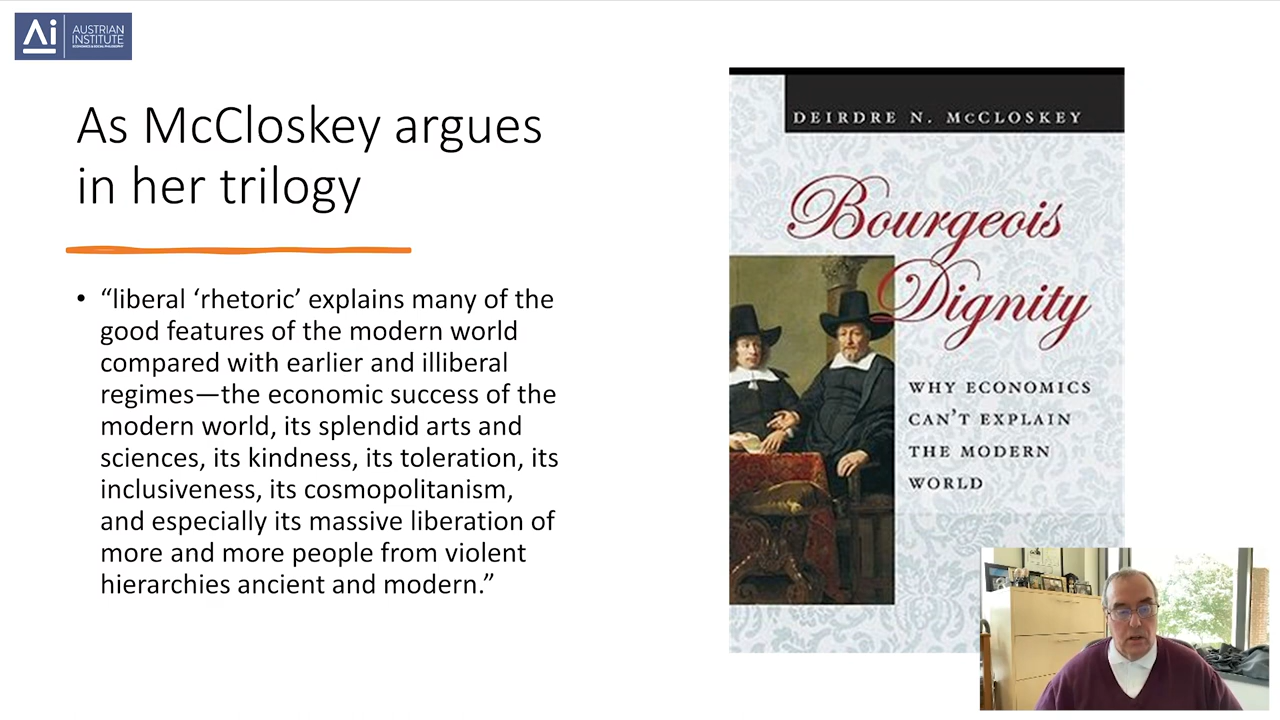 Ai
AUSTRIAN
INSTITUTE
ECONOMICS & SOCIAL PHILOSOPHY
As McCloskey argues
in her trilogy
• “liberal ‘rhetoric’ explains many of the
good features of the modern world
compared with earlier and illiberal
regimes—the economic success of the
modern world, its splendid arts and
sciences, its kindness, its toleration, its
inclusiveness, its cosmopolitanism,
and especially its massive liberation of
more and more people from violent
hierarchies ancient and modern.”
DEIRDRE N. McCLOSKEY
Bourgeois
Dignity
WHY ECONOMICS
CAN'T EXPLAIN
THE MODERN
WORLD